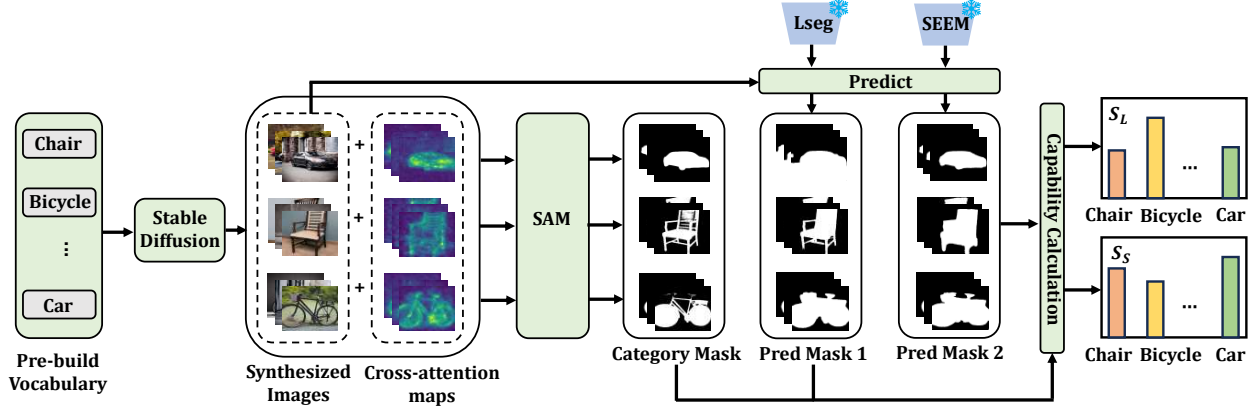 Lseg
SEEM
Predict
Chair
Bicycle
⋮
Car
Pre-build
Vocabulary
Stable
Diffusion
+
+
+
Synthesized
Images
Cross-attention
maps
SAM
Category Mask
Pred Mask 1
Pred Mask 2
Capability Calculation
S_L
...
Chair Bicycle Car
S_S
...
Chair Bicycle Car